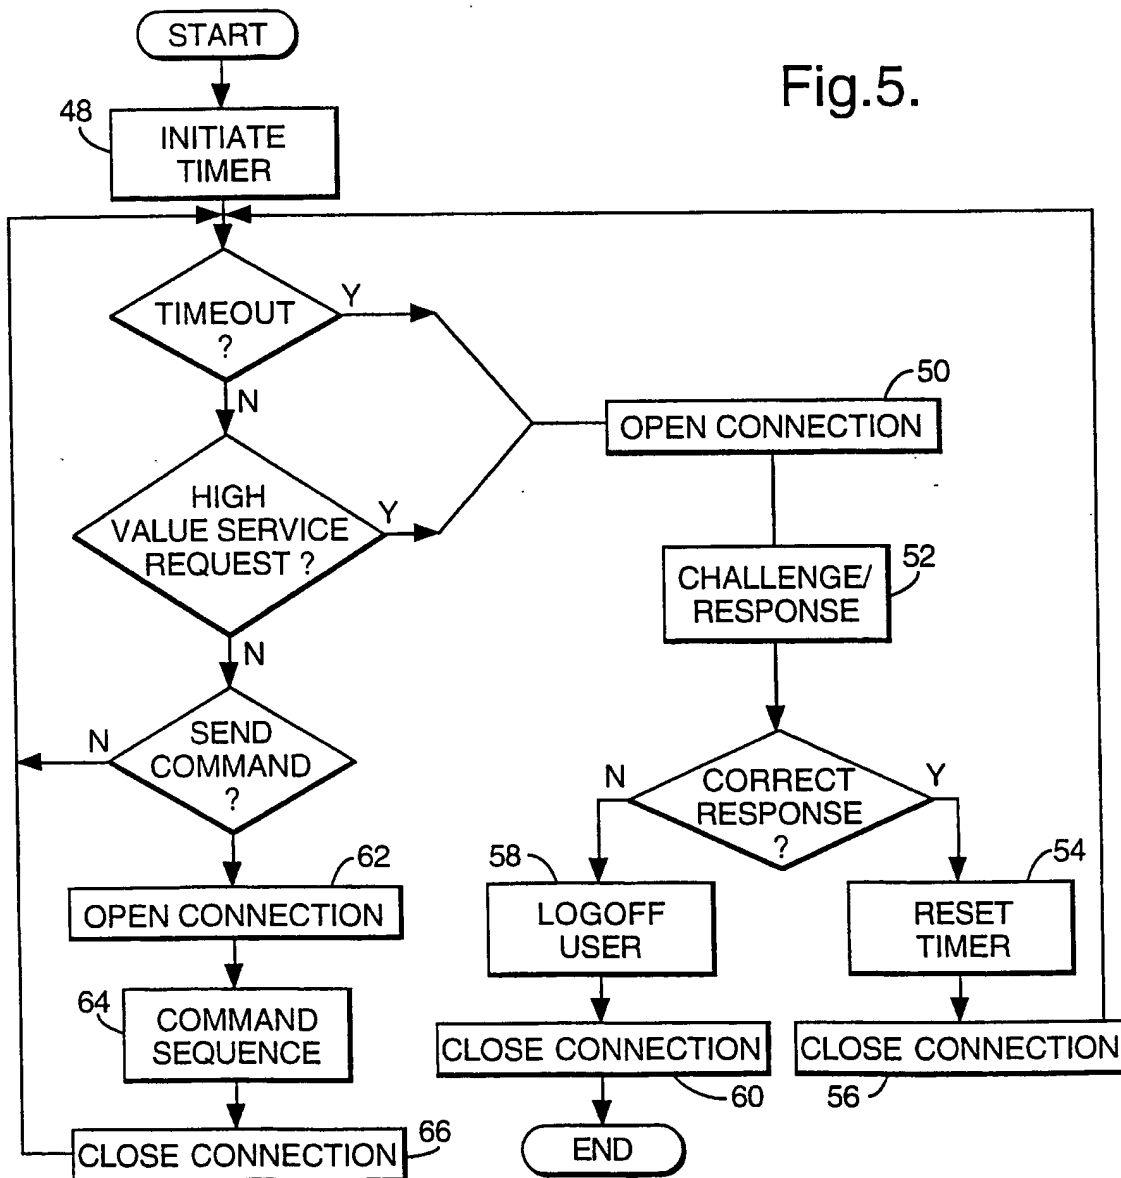 START
Fig.5.
48
INITIATE
TIMER
TIMEOUT
?
Y
N
50
OPEN CONNECTION
HIGH
VALUE SERVICE
REQUEST ?
Y
N
52
CHALLENGE/
RESPONSE
SEND
COMMAND
?
N
CORRECT
RESPONSE
?
N
Y
62
OPEN CONNECTION
58
LOGOFF
USER
54
RESET
TIMER
64
COMMAND
SEQUENCE
CLOSE CONNECTION
60
CLOSE CONNECTION
56
CLOSE CONNECTION
66
END